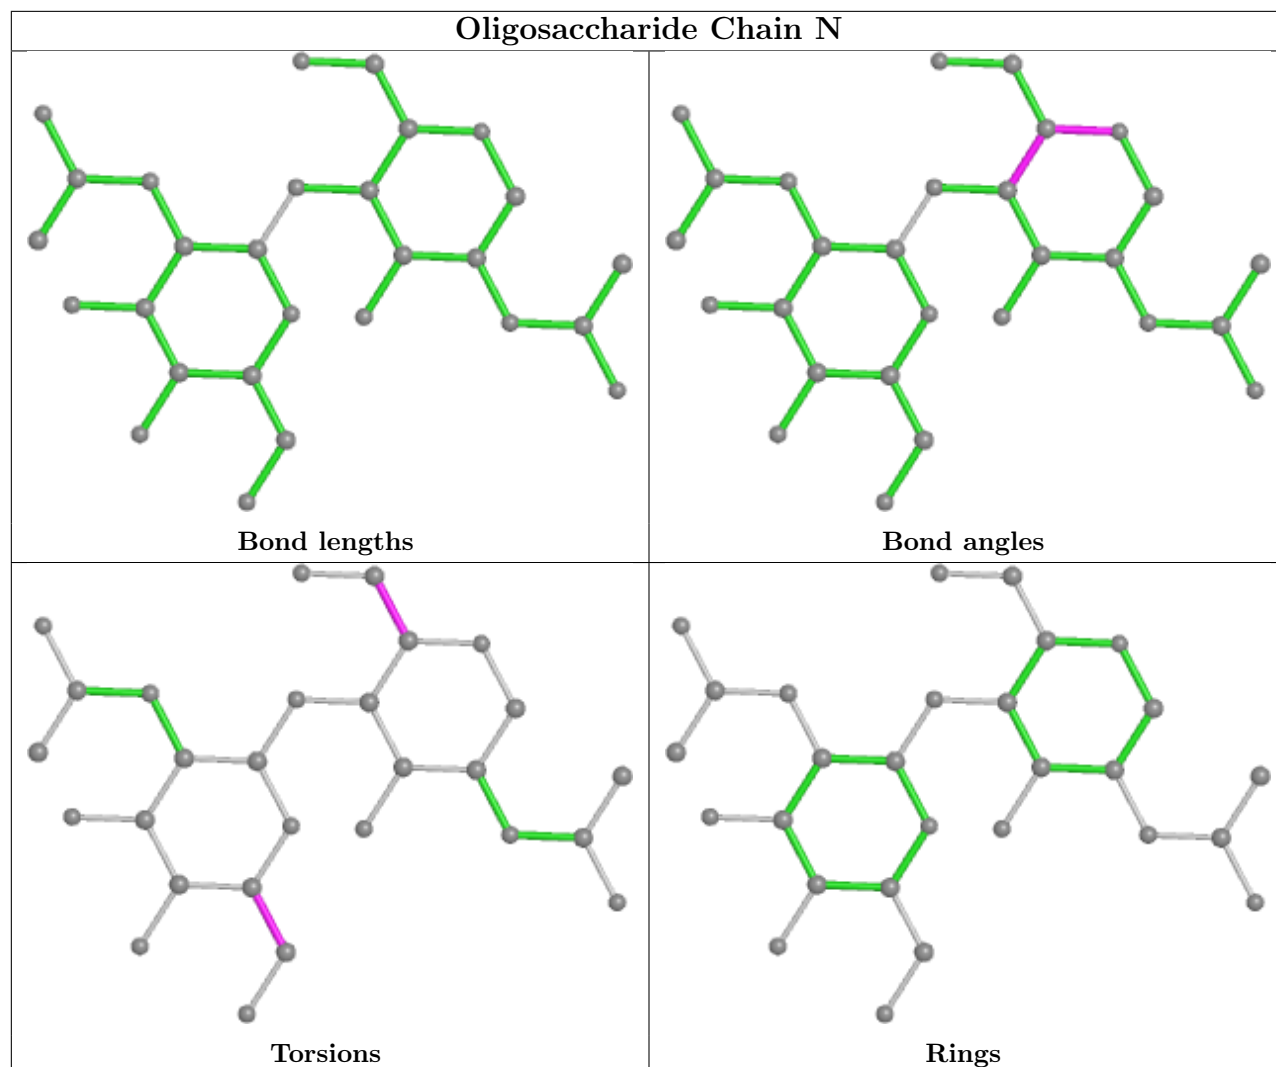 Oligosaccharide Chain N
Bond lengths
Bond angles
Torsions
Rings